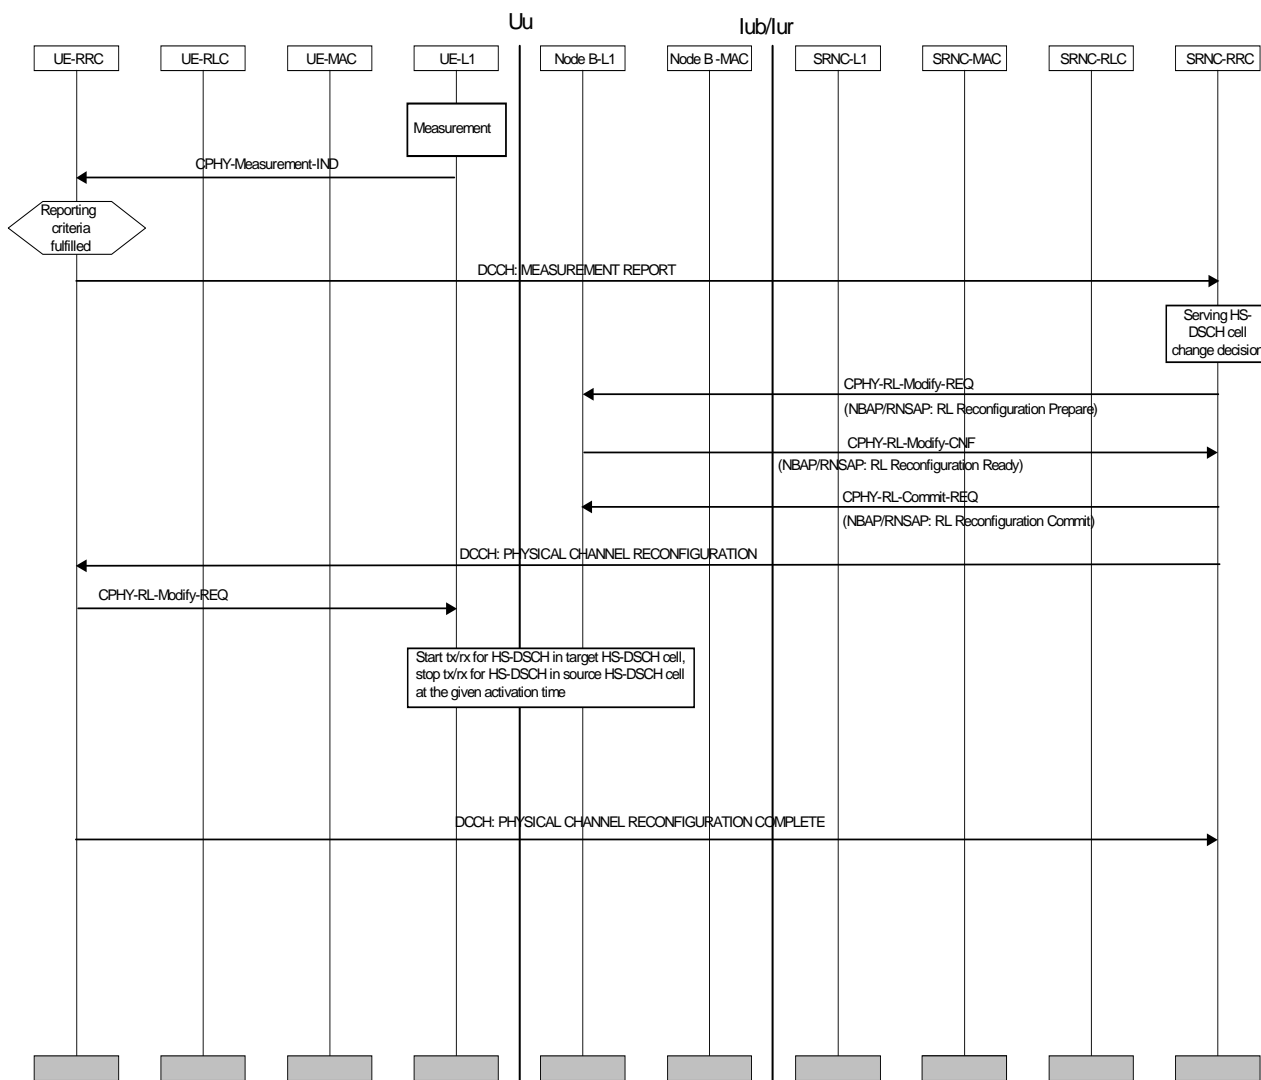 Uu
Iub/Iur
UE-RRC
UE-RLC
UE-MAC
UE-L1
Node B-L1
Node B -MAC
SRNC-L1
SRNC-MAC
SRNC-RLC
SRNC-RRC
Measurement
CPHY-Measurement-IND
Reporting
criteria
fulfilled
DCCH: MEASUREMENT REPORT
Serving HS-
DSCH cell
change decision
CPHY-RL-Modify-REQ
(NBAP/RNSAP: RL Reconfiguration Prepare)
CPHY-RL-Modify-CNF
(NBAP/RNSAP: RL Reconfiguration Ready)
CPHY-RL-Commit-REQ
(NBAP/RNSAP: RL Reconfiguration Commit)
DCCH: PHYSICAL CHANNEL RECONFIGURATION
CPHY-RL-Modify-REQ
Start tx/rx for HS-DSCH in target HS-DSCH cell,
stop tx/rx for HS-DSCH in source HS-DSCH cell
at the given activation time
DCCH: PHYSICAL CHANNEL RECONFIGURATION COMPLETE